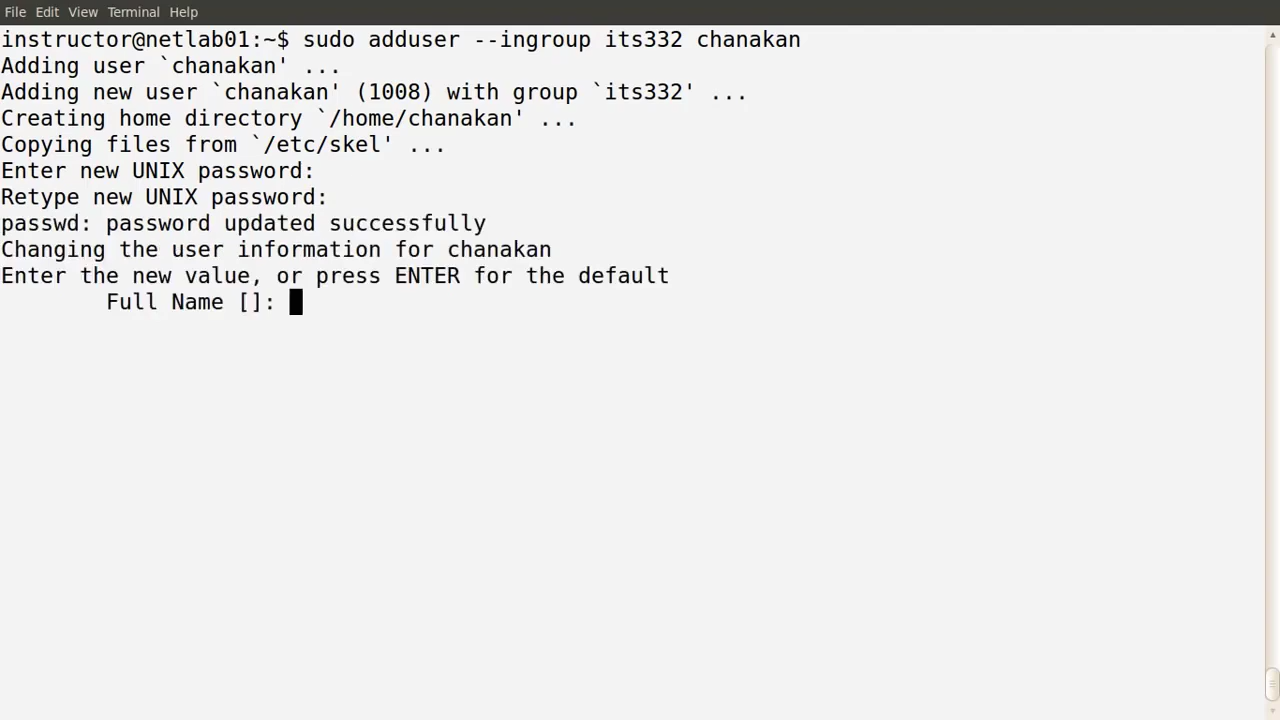 File Edit View Terminal Help
instructor@netlab01:~$ sudo adduser --ingroup its332 chanakan
Adding user `chanakan' ...
Adding new user `chanakan' (1008) with group `its332' ...
Creating home directory `/home/chanakan' ...
Copying files from `/etc/skel' ...
Enter new UNIX password:
Retype new UNIX password:
passwd: password updated successfully
Changing the user information for chanakan
Enter the new value, or press ENTER for the default
Full Name []: